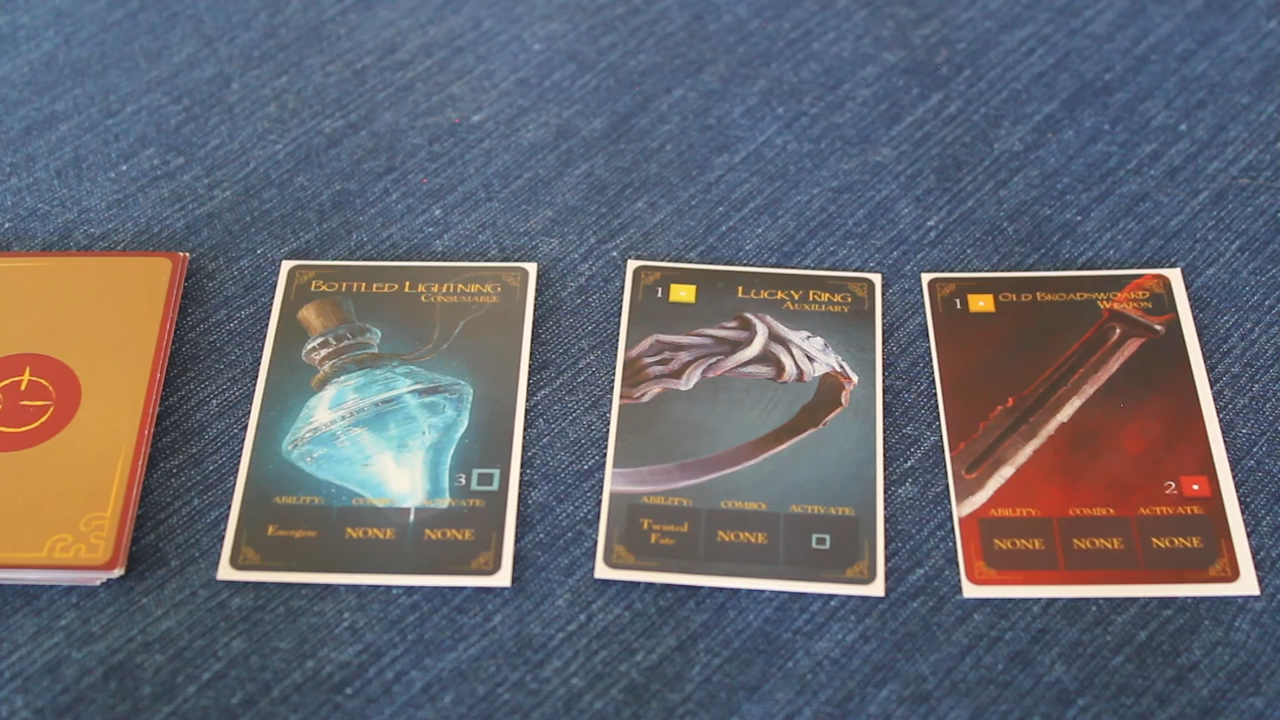 BOTTLED LIGHTNING
CONSUMABLE
3
ABILITY: COMBO: ACTIVATE:
Energize NONE NONE
1
LUCKY RING
AUXILIARY
ABILITY: COMBO: ACTIVATE:
Twisted
Fate
NONE
1
OLD BROADSWOARD
WEAPON
2
ABILITY: COMBO: ACTIVATE:
NONE NONE NONE